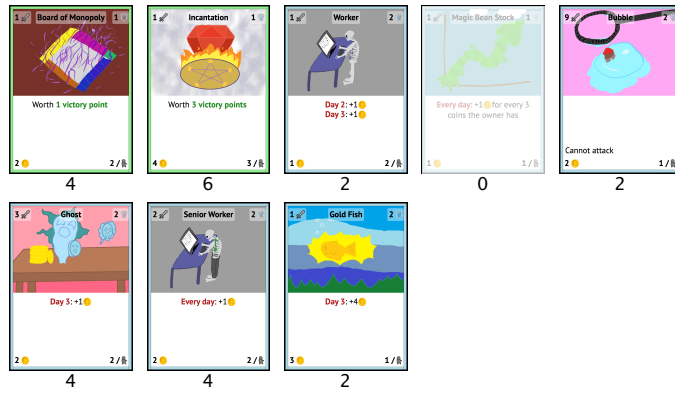 1 Board of Monopoly 1
Worth 1 victory point
2 2/
4
1 Incantation 1
Worth 3 victory points
4 3/
6
1 Worker 2
Day 2: +1
Day 3: +1
1 2/
2
1 Magic Bean Stock 1
Every day: +1 for every 3
coins the owner has
1 1/
0
9 Bubble 2
Cannot attack
2 1/
2
3 Ghost 2
Day 3: +1
2 2/
4
2 Senior Worker 2
Every day: +1
2 2/
4
1 Gold Fish 2
Day 3: +4
3 1/
2